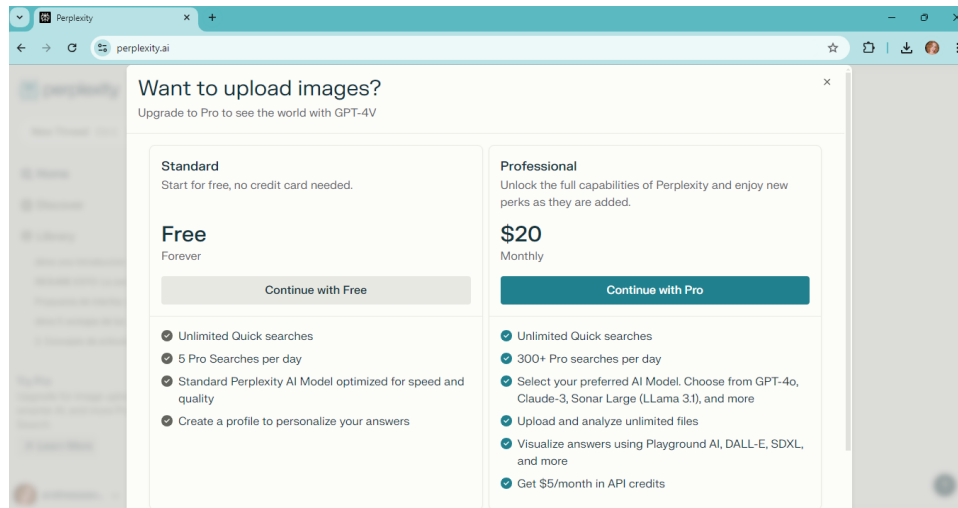 Perplexity
perplexity.ai
perplexity
Want to upload images?
Upgrade to Pro to see the world with GPT-4V
Standard
Start for free, no credit card needed.
Free
Forever
Continue with Free
Unlimited Quick searches
5 Pro Searches per day
Standard Perplexity AI Model optimized for speed and
quality
Create a profile to personalize your answers
Professional
Unlock the full capabilities of Perplexity and enjoy new
perks as they are added.
$20
Monthly
Continue with Pro
Unlimited Quick searches
300+ Pro searches per day
Select your preferred AI Model. Choose from GPT-4o,
Claude-3, Sonar Large (LLama 3.1), and more
Upload and analyze unlimited files
Visualize answers using Playground AI, DALL-E, SDXL,
and more
Get $5/month in API credits